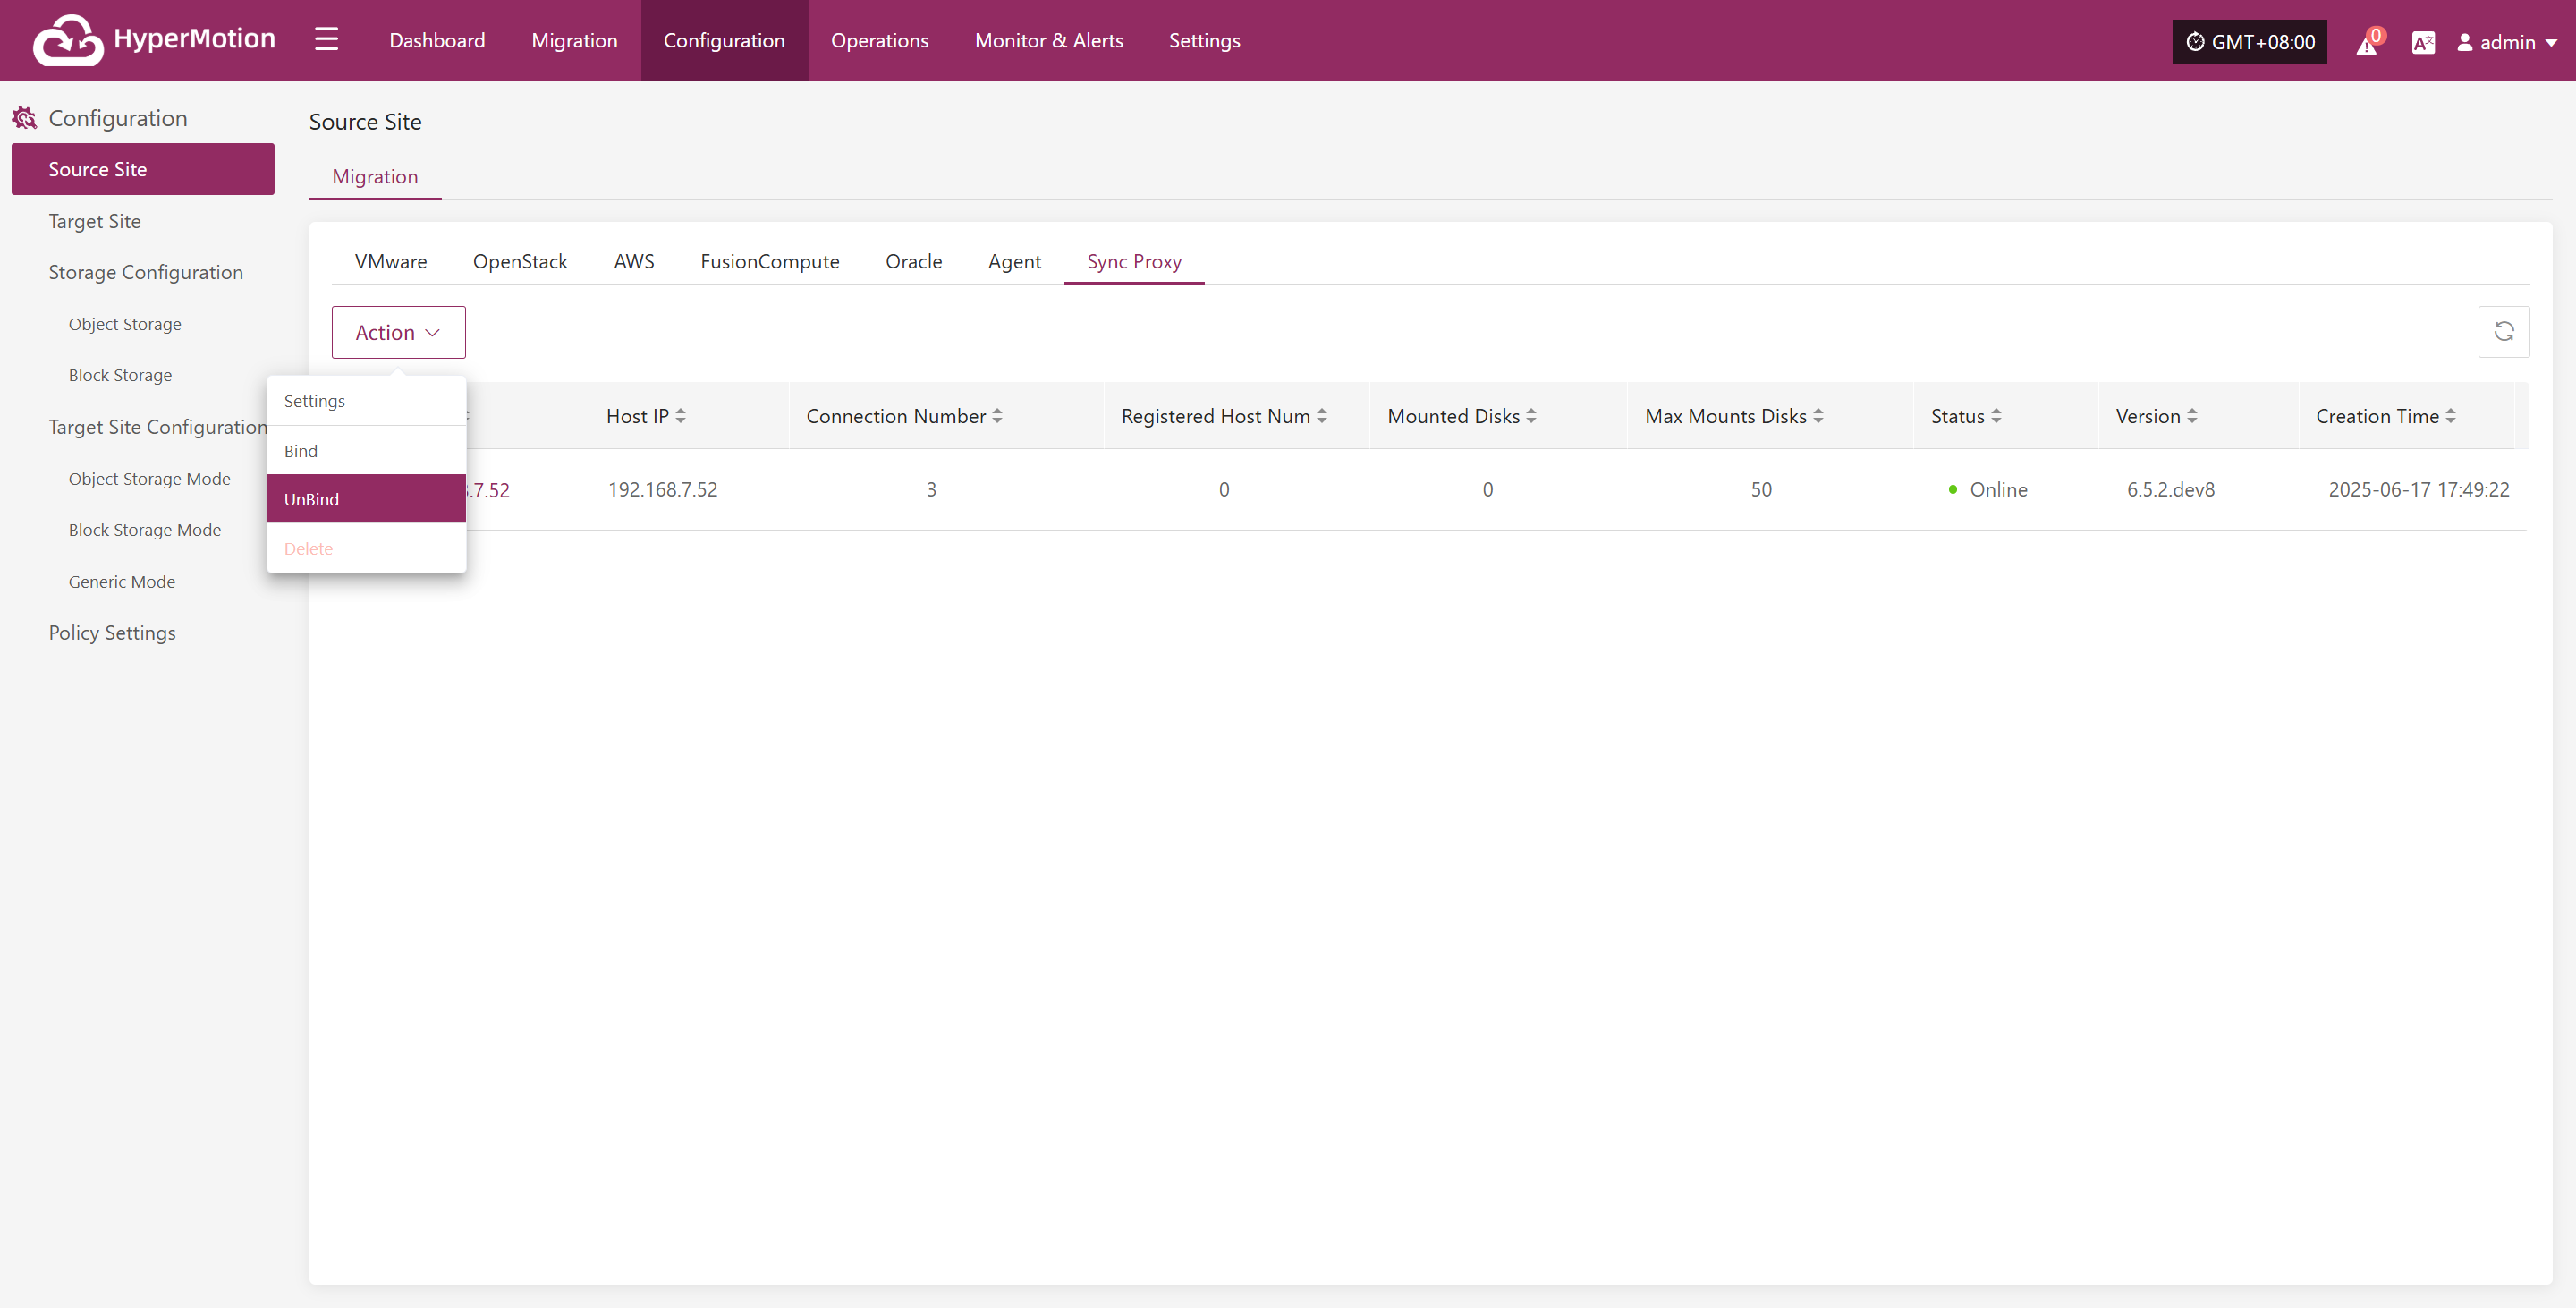 HyperMotion
Dashboard
Migration
Configuration
Operations
Monitor & Alerts
Settings
GMT+08:00
0
admin
Configuration
Source Site
Target Site
Storage Configuration
Object Storage
Block Storage
Target Site Configuration
Object Storage Mode
Block Storage Mode
Generic Mode
Policy Settings
Source Site
Migration
VMware
OpenStack
AWS
FusionCompute
Oracle
Agent
Sync Proxy
Action
Settings
Bind
UnBind
Delete
Host IP
Connection Number
Registered Host Num
Mounted Disks
Max Mounts Disks
Status
Version
Creation Time
.7.52
192.168.7.52
3
0
0
50
Online
6.5.2.dev8
2025-06-17 17:49:22